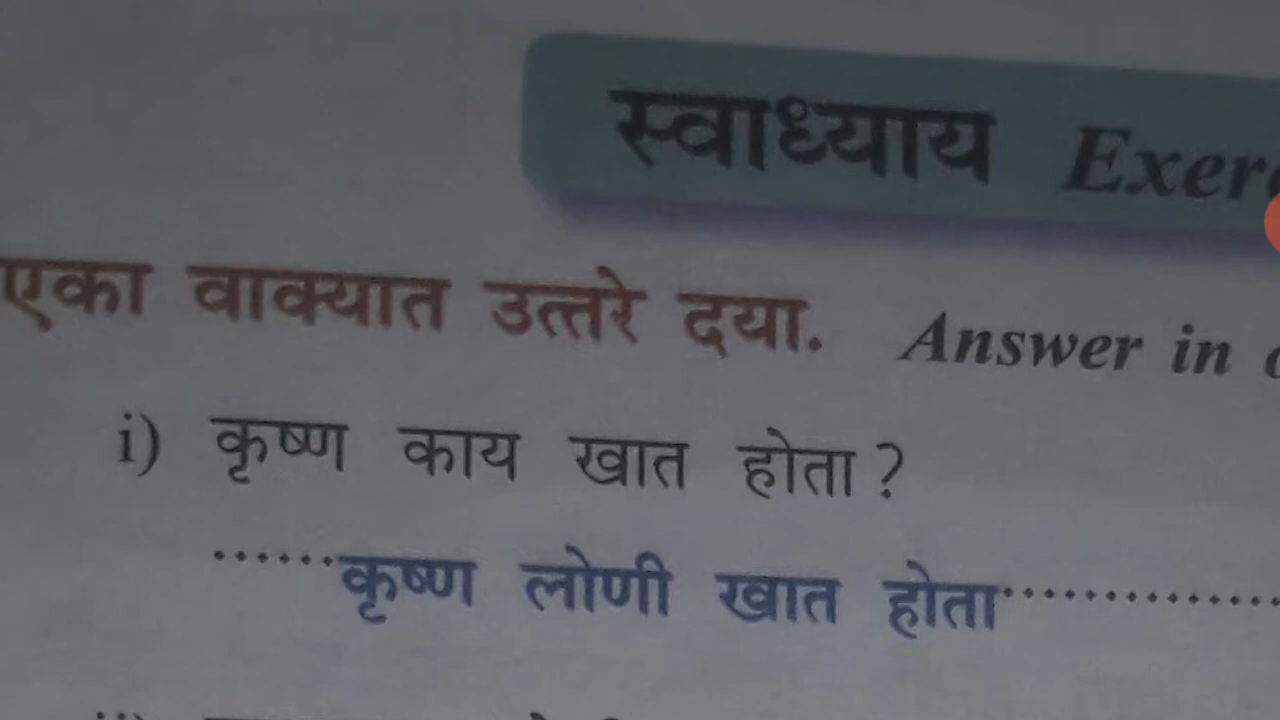 स्वाध्याय Exer
एका वाक्यात उत्तरे दया. Answer in
i) कृष्ण काय खात होता?
......कृष्ण लोणी खात होता..............